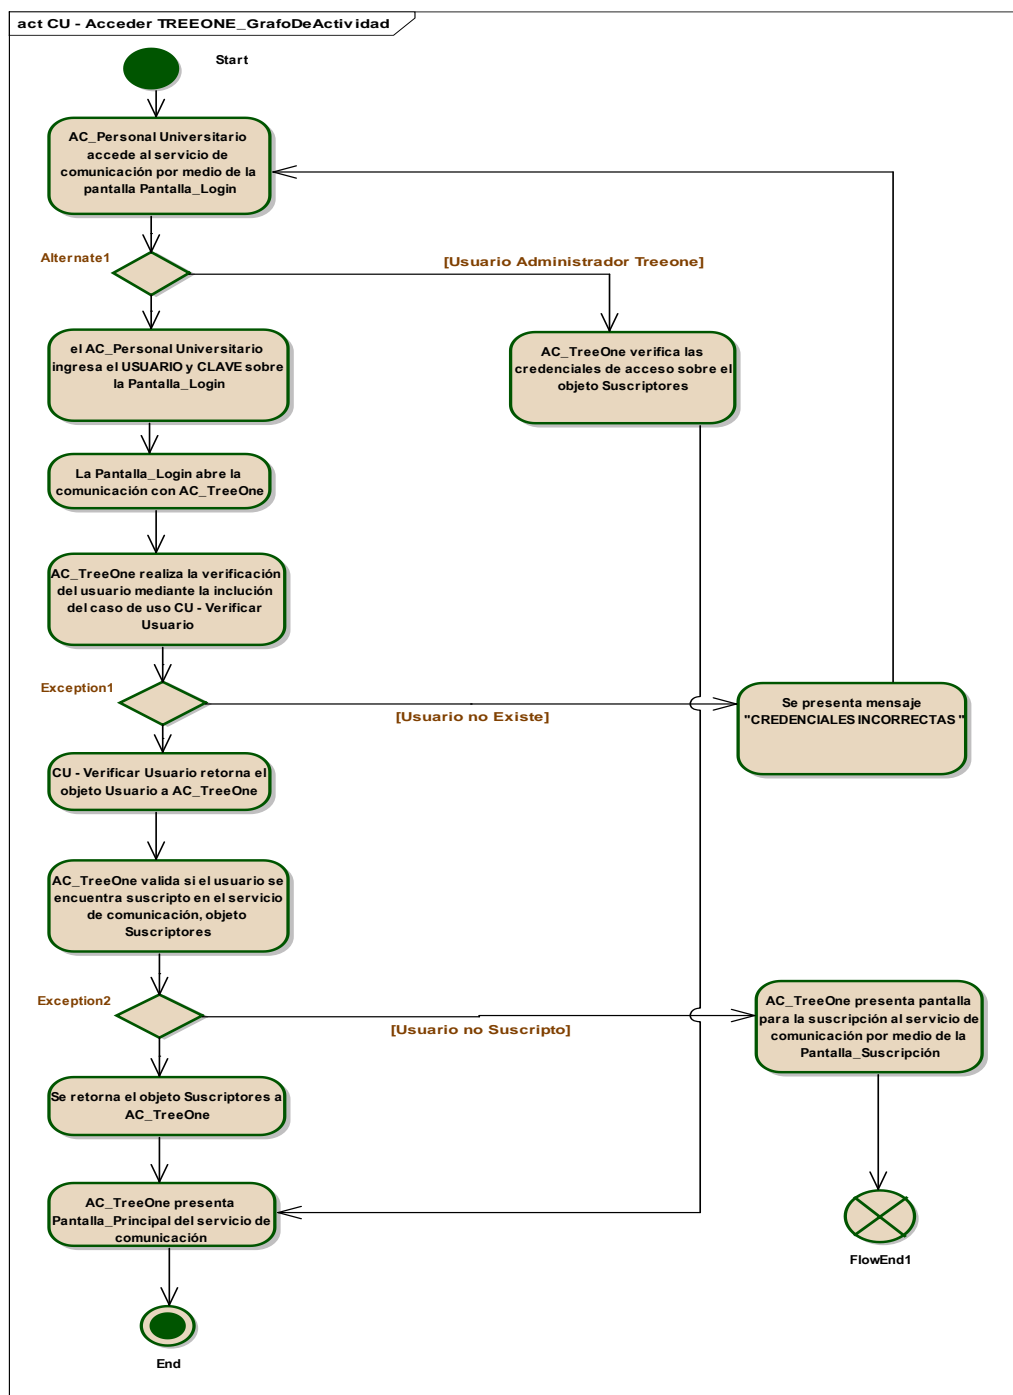 act CU - Acceder TREEONE_GrafoDeActividad
Start
AC_Personal Universitario
accede al servicio de
comunicación por medio de la
pantalla Pantalla_Login
Alternate1
[Usuario Administrador Treeone]
el AC_Personal Universitario
ingresa el USUARIO y CLAVE sobre
la Pantalla_Login
AC_TreeOne verifica las
credenciales de acceso sobre el
objeto Suscriptores
La Pantalla_Login abre la
comunicación con AC_TreeOne
AC_TreeOne realiza la verificación
del usuario mediante la inclución
del caso de uso CU - Verificar
Usuario
Exception1
[Usuario no Existe]
Se presenta mensaje
"CREDENCIALES INCORRECTAS "
CU - Verificar Usuario retorna el
objeto Usuario a AC_TreeOne
AC_TreeOne valida si el usuario se
encuentra suscripto en el servicio
de comunicación, objeto
Suscriptores
Exception2
[Usuario no Suscripto]
AC_TreeOne presenta pantalla
para la suscripción al servicio de
comunicación por medio de la
Pantalla_Suscripción
Se retorna el objeto Suscriptores a
AC_TreeOne
AC_TreeOne presenta
Pantalla_Principal del servicio de
comunicación
FlowEnd1
End